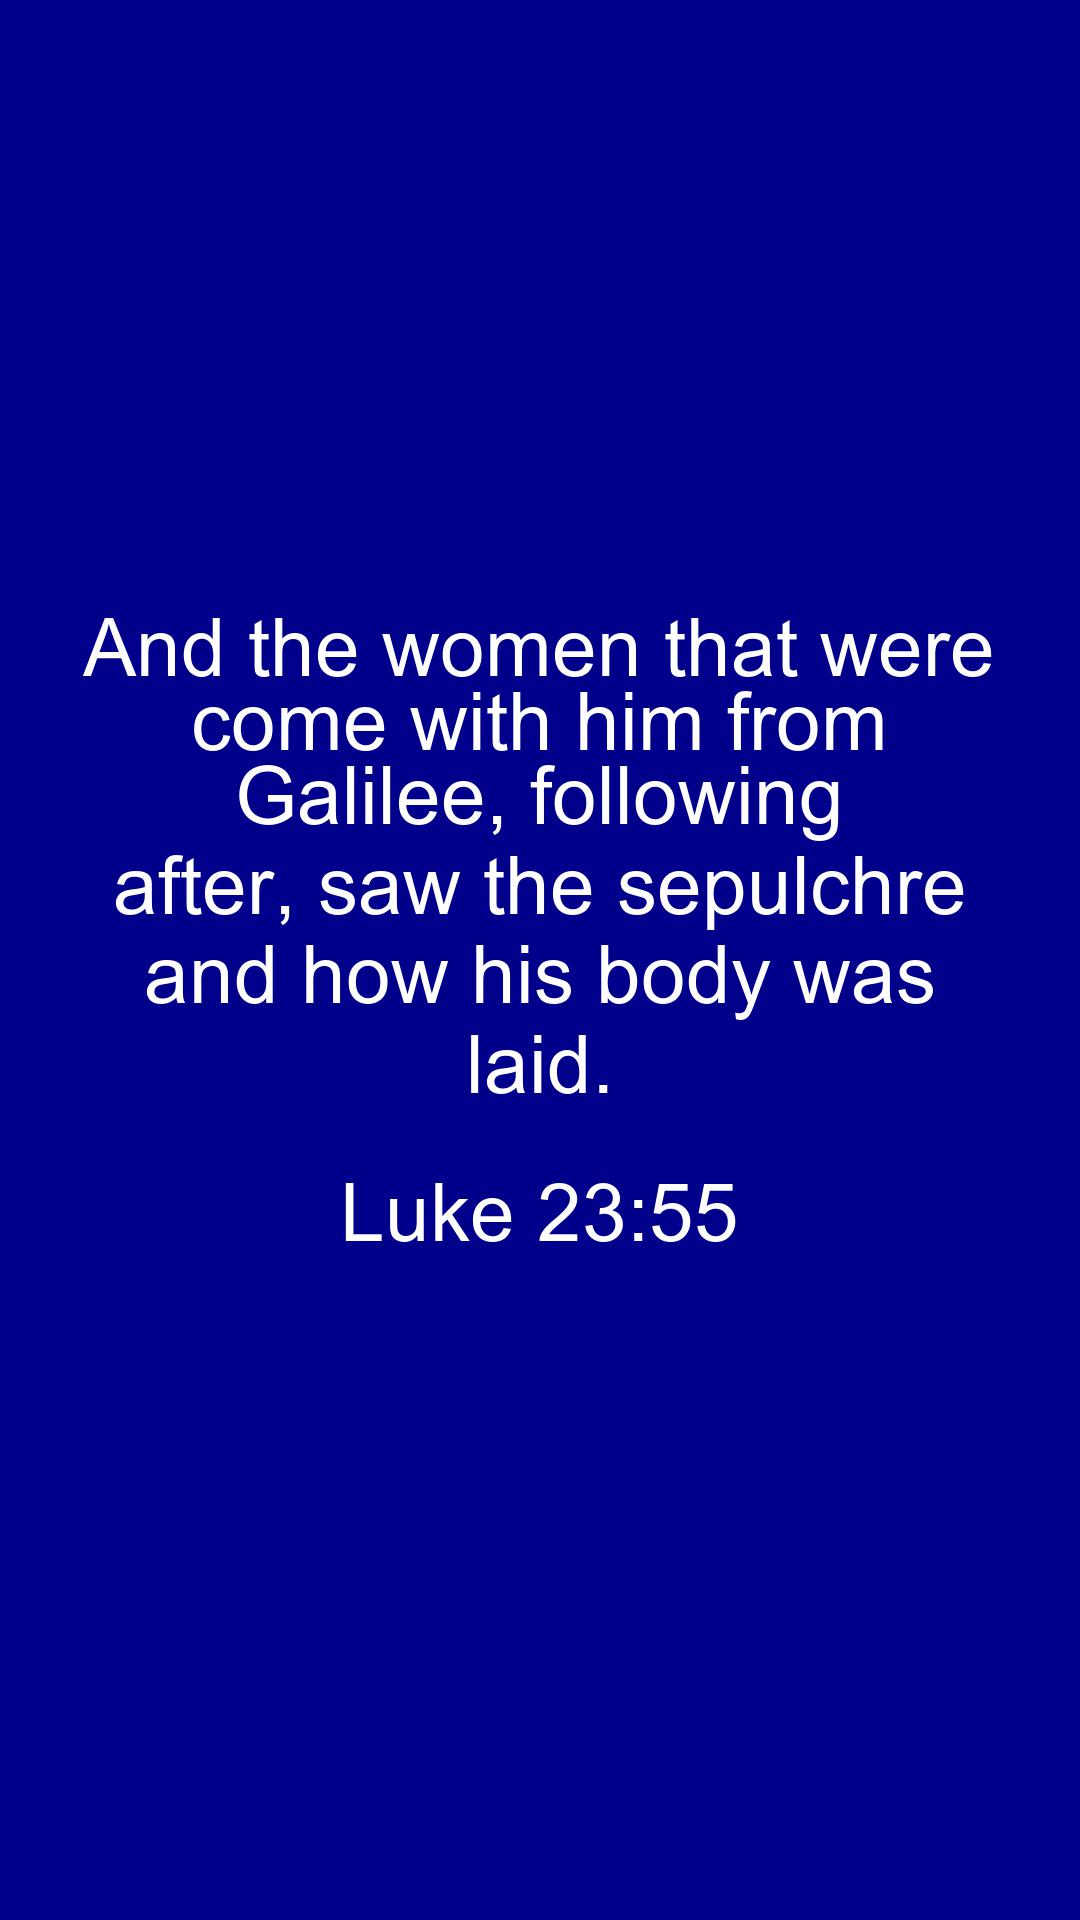 And the women that were
come with him from
Galilee, following
after, saw the sepulchre
and how his body was
laid.
Luke 23:55